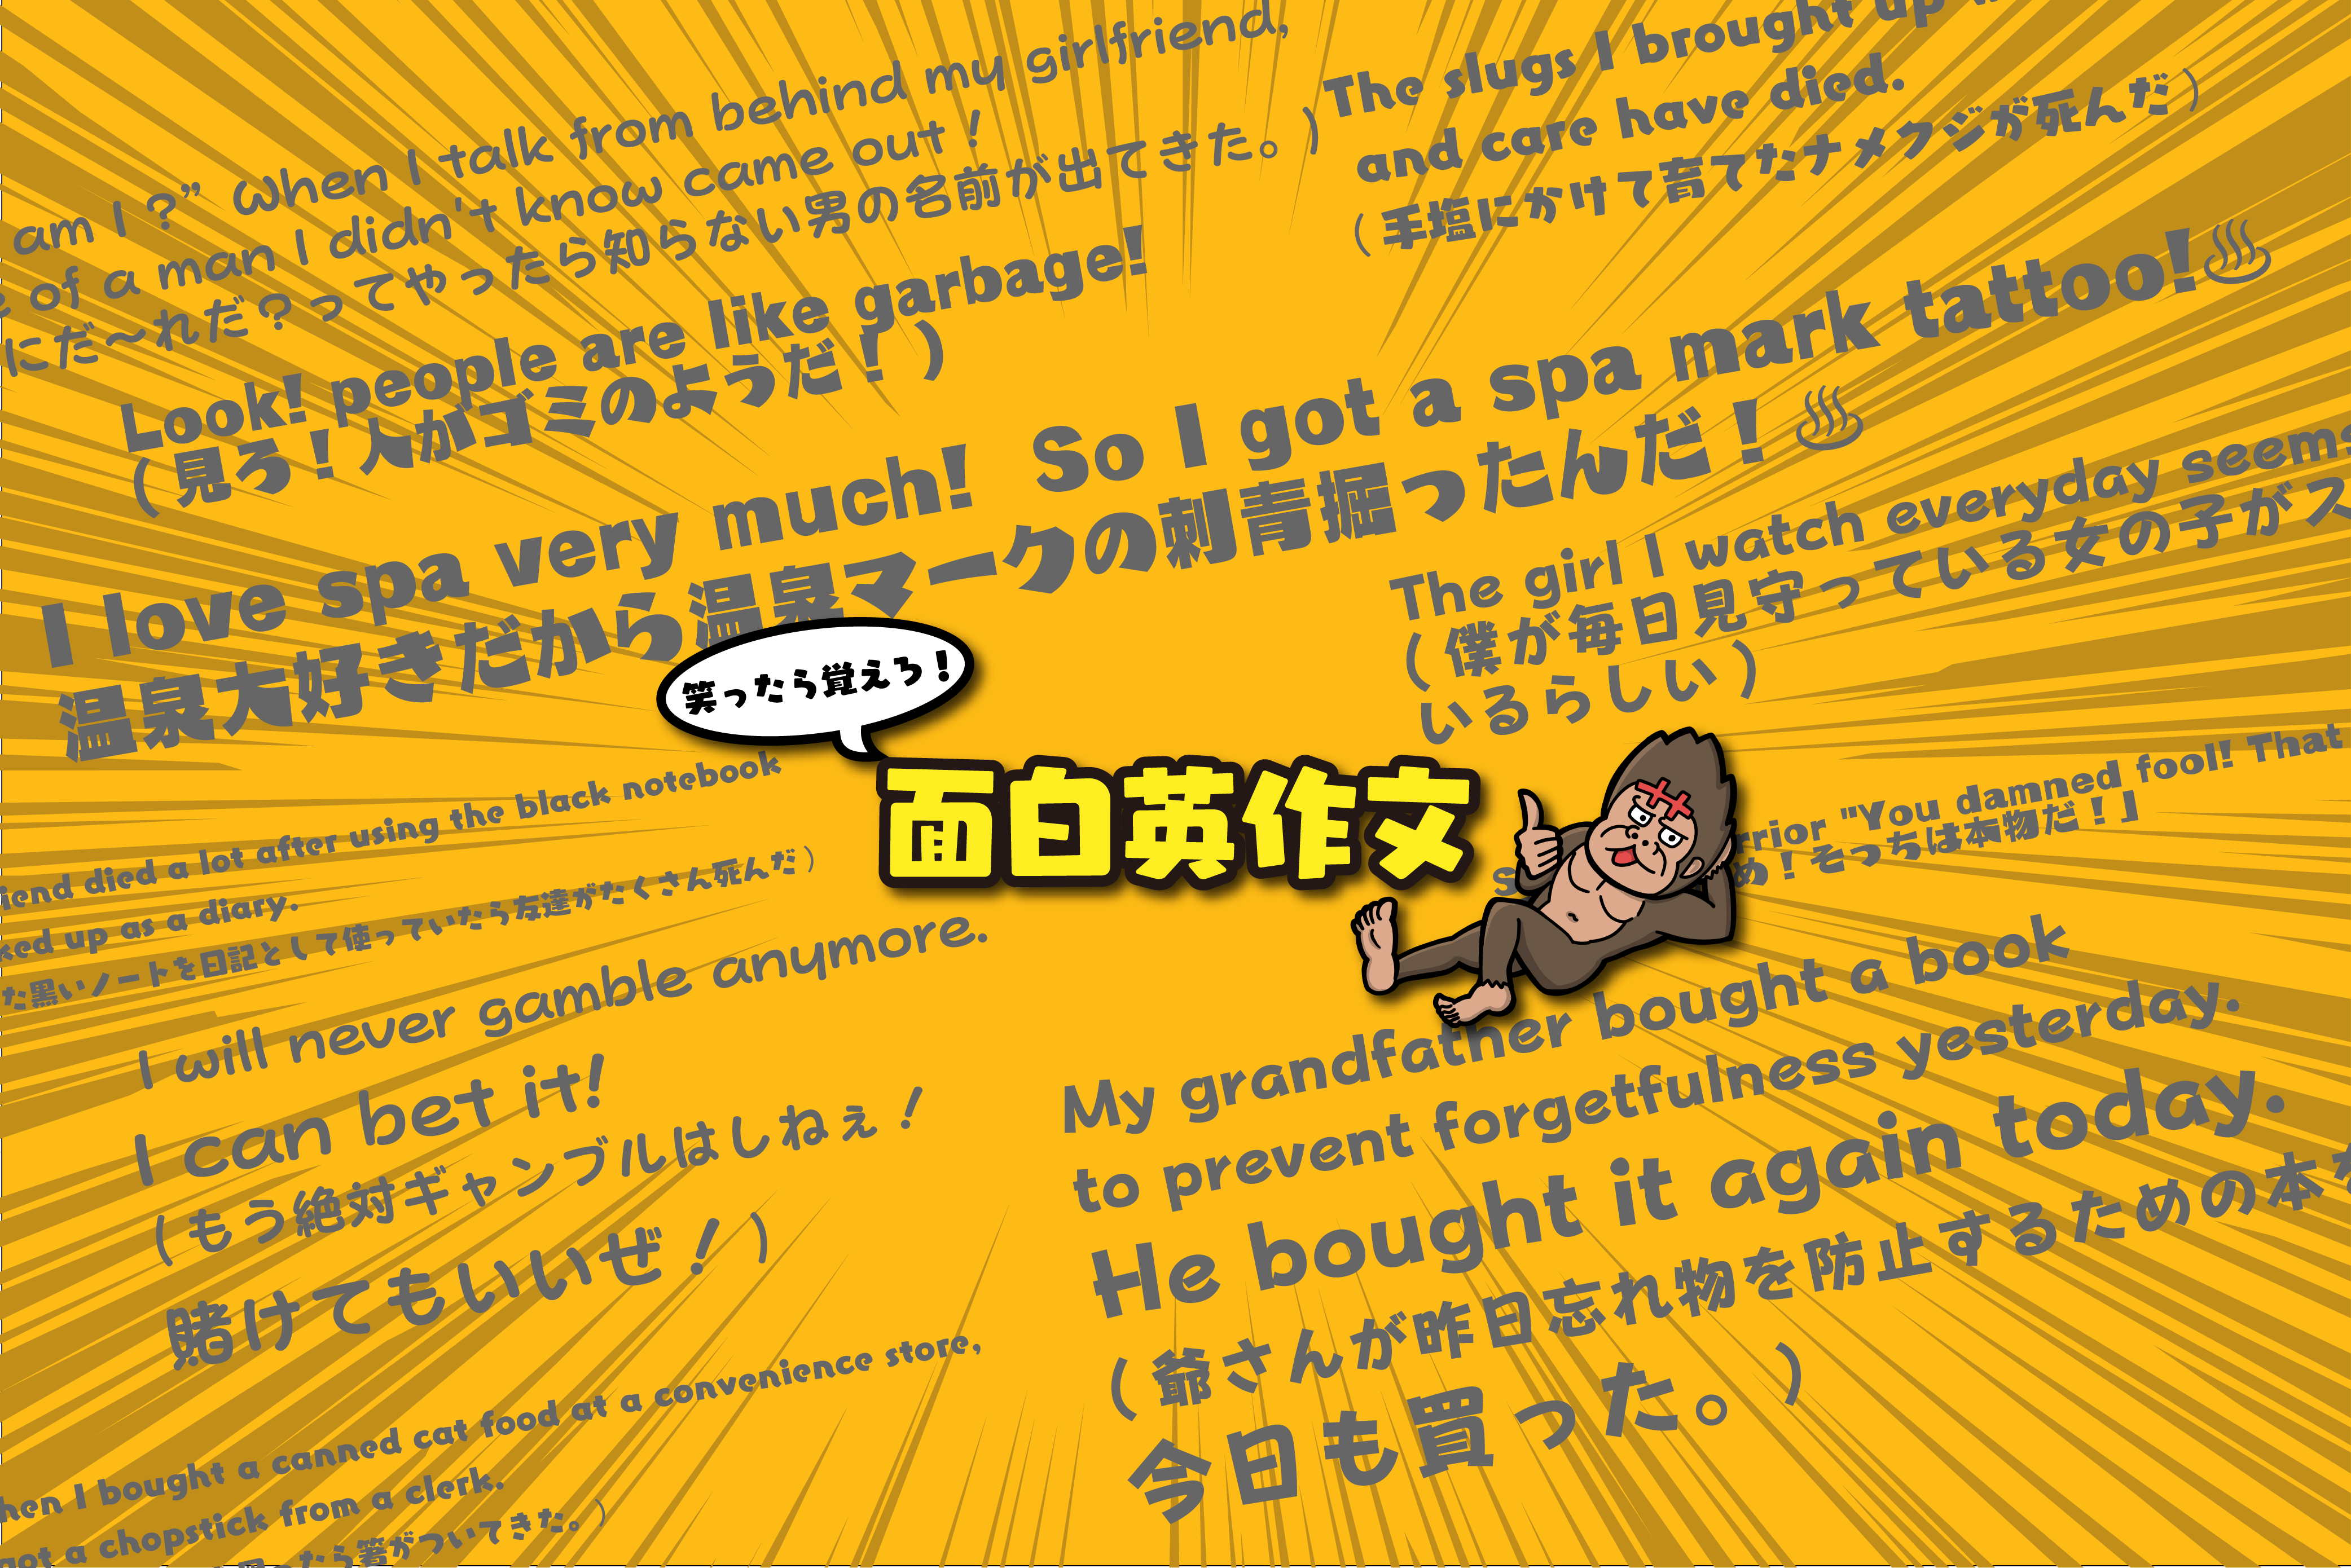 am I ?” When I talk from behind my girlfriend,
of a man I didn't know came out !
にだ～れだ？ってやったら知らない男の名前が出てきた。）
The slugs I brought up
and care have died.
（手塩にかけて育てたナメクジが死んだ）
Look! people are like garbage!
（見ろ！人がゴミのようだ！）
I love spa very much! So I got a spa mark tattoo!♨
温泉大好きだから温泉マークの刺青掘ったんだ！♨
The girl I watch everyday seems
（僕が毎日見守っている女の子がス
いるらしい）
笑ったら覚えろ！
面白英作文
died a lot after using the black notebook
up as a diary.
た黒いノートを日記として使っていたら友達がたくさん死んだ）
"You damned fool! That
め！そっちは本物だ！」
I will never gamble anymore.
I can bet it!
（もう絶対ギャンブルはしねぇ！
賭けてもいいぜ！）
My grandfather bought a book
to prevent forgetfulness yesterday.
He bought it again today.
（爺さんが昨日忘れ物を防止するための本を
今日も買った。）
I bought a canned cat food at a convenience store,
got a chopstick from a clerk.
買ったら箸がついてきた。）